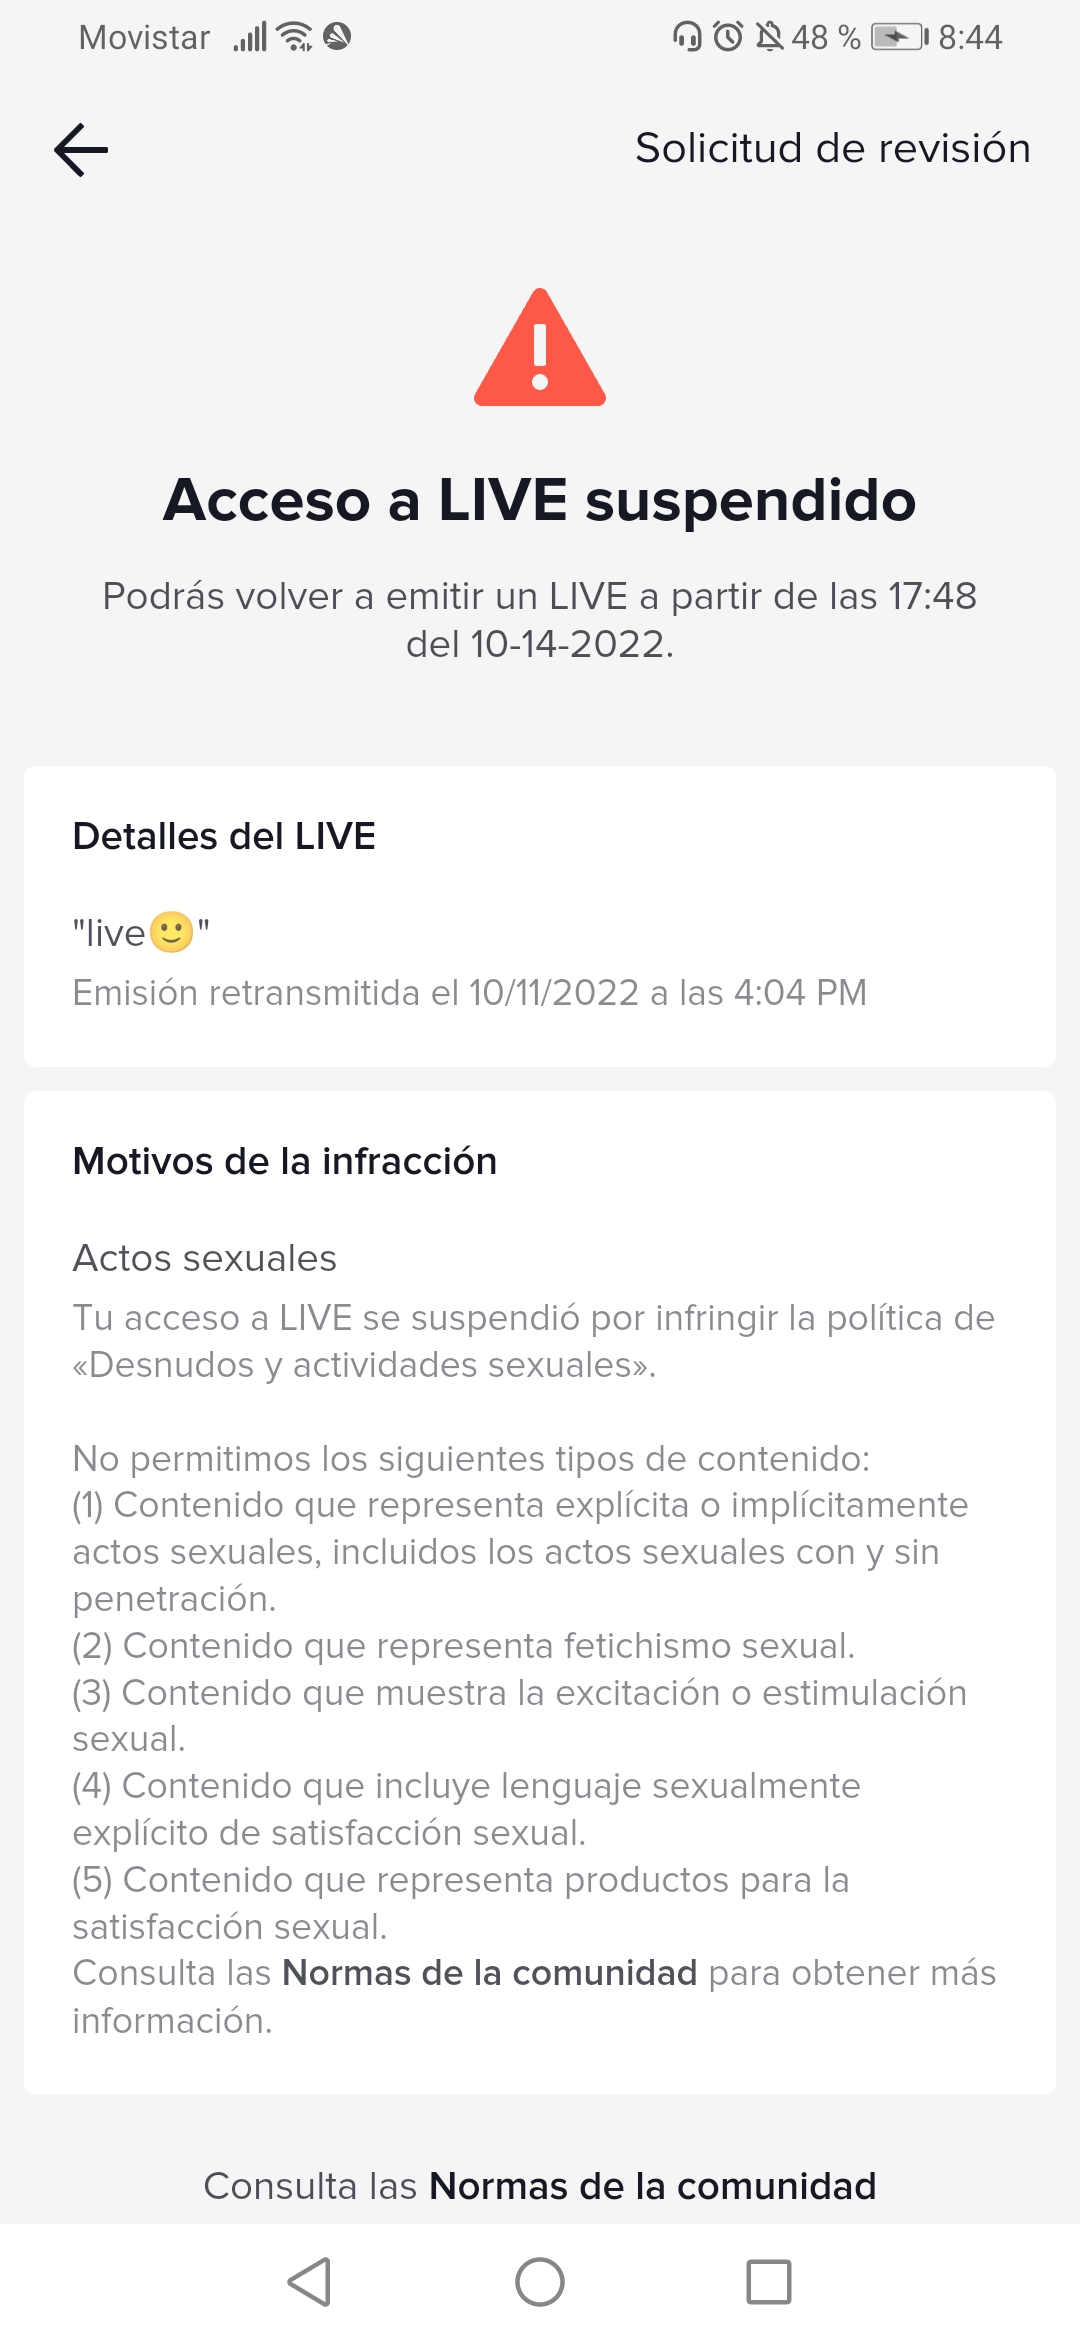 Movistar 48 % 8:44
Solicitud de revisión
Acceso a LIVE suspendido
Podrás volver a emitir un LIVE a partir de las 17:48
del 10-14-2022.
Detalles del LIVE
"live🙂"
Emisión retransmitida el 10/11/2022 a las 4:04 PM
Motivos de la infracción
Actos sexuales
Tu acceso a LIVE se suspendió por infringir la política de
«Desnudos y actividades sexuales».
No permitimos los siguientes tipos de contenido:
(1) Contenido que representa explícita o implícitamente
actos sexuales, incluidos los actos sexuales con y sin
penetración.
(2) Contenido que representa fetichismo sexual.
(3) Contenido que muestra la excitación o estimulación
sexual.
(4) Contenido que incluye lenguaje sexualmente
explícito de satisfacción sexual.
(5) Contenido que representa productos para la
satisfacción sexual.
Consulta las Normas de la comunidad para obtener más
información.
Consulta las Normas de la comunidad